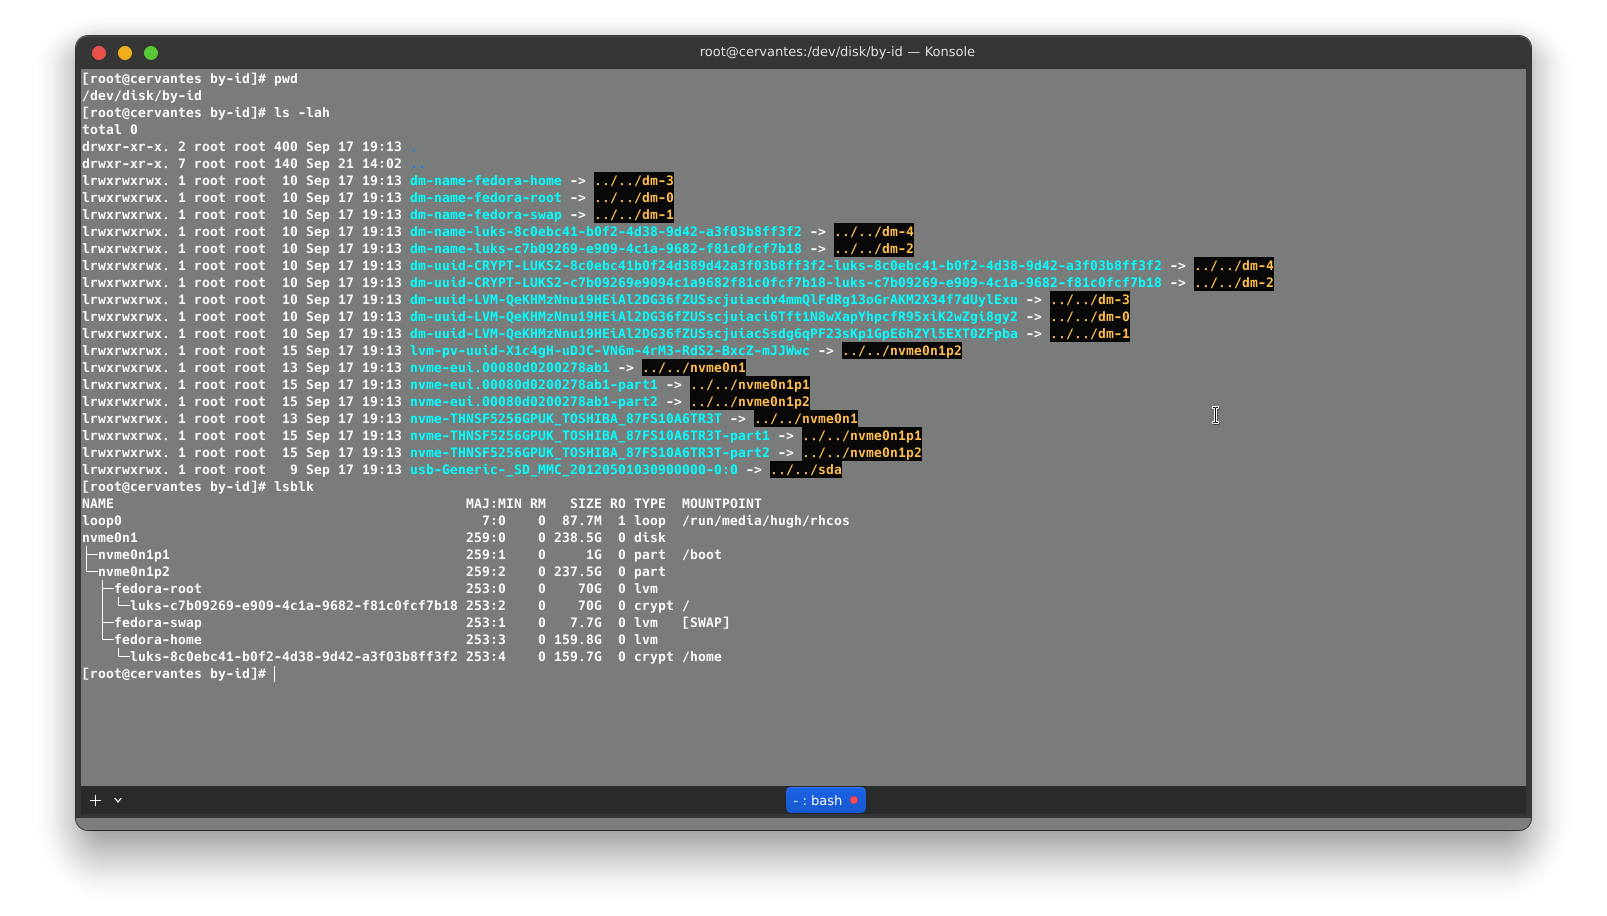 root@cervantes:/dev/disk/by-id — Konsole
[root@cervantes by-id]# pwd
/dev/disk/by-id
[root@cervantes by-id]# ls -lah
total 0
drwxr-xr-x. 2 root root 400 Sep 17 19:13 .
drwxr-xr-x. 7 root root 140 Sep 21 14:02 ..
lrwxrwxrwx. 1 root root  10 Sep 17 19:13 dm-name-fedora-home -> ../../dm-3
lrwxrwxrwx. 1 root root  10 Sep 17 19:13 dm-name-fedora-root -> ../../dm-0
lrwxrwxrwx. 1 root root  10 Sep 17 19:13 dm-name-fedora-swap -> ../../dm-1
lrwxrwxrwx. 1 root root  10 Sep 17 19:13 dm-name-luks-8c0ebc41-b0f2-4d38-9d42-a3f03b8ff3f2 -> ../../dm-4
lrwxrwxrwx. 1 root root  10 Sep 17 19:13 dm-name-luks-c7b09269-e909-4c1a-9682-f81c0fcf7b18 -> ../../dm-2
lrwxrwxrwx. 1 root root  10 Sep 17 19:13 dm-uuid-CRYPT-LUKS2-8c0ebc41b0f24d389d42a3f03b8ff3f2-luks-8c0ebc41-b0f2-4d38-9d42-a3f03b8ff3f2 -> ../../dm-4
lrwxrwxrwx. 1 root root  10 Sep 17 19:13 dm-uuid-CRYPT-LUKS2-c7b09269e9094c1a9682f81c0fcf7b18-luks-c7b09269-e909-4c1a-9682-f81c0fcf7b18 -> ../../dm-2
lrwxrwxrwx. 1 root root  10 Sep 17 19:13 dm-uuid-LVM-QeKHMzNnu19HEiAl2DG36fZUSscjuiacdv4mmQlFdRg13oGrAKM2X34f7dUylExu -> ../../dm-3
lrwxrwxrwx. 1 root root  10 Sep 17 19:13 dm-uuid-LVM-QeKHMzNnu19HEiAl2DG36fZUSscjuiaci6Tft1N8wXapYhpcfR95xiK2wZgi8gy2 -> ../../dm-0
lrwxrwxrwx. 1 root root  10 Sep 17 19:13 dm-uuid-LVM-QeKHMzNnu19HEiAl2DG36fZUSscjuiacSsdg6qPF23sKp1GpE6hZYl5EXT0ZFpba -> ../../dm-1
lrwxrwxrwx. 1 root root  15 Sep 17 19:13 lvm-pv-uuid-X1c4gH-uDJC-VN6m-4rM3-RdS2-BxcZ-mJJWwc -> ../../nvme0n1p2
lrwxrwxrwx. 1 root root  13 Sep 17 19:13 nvme-eui.00080d0200278ab1 -> ../../nvme0n1
lrwxrwxrwx. 1 root root  15 Sep 17 19:13 nvme-eui.00080d0200278ab1-part1 -> ../../nvme0n1p1
lrwxrwxrwx. 1 root root  15 Sep 17 19:13 nvme-eui.00080d0200278ab1-part2 -> ../../nvme0n1p2
lrwxrwxrwx. 1 root root  13 Sep 17 19:13 nvme-THNSF5256GPUK_TOSHIBA_87FS10A6TR3T -> ../../nvme0n1
lrwxrwxrwx. 1 root root  15 Sep 17 19:13 nvme-THNSF5256GPUK_TOSHIBA_87FS10A6TR3T-part1 -> ../../nvme0n1p1
lrwxrwxrwx. 1 root root  15 Sep 17 19:13 nvme-THNSF5256GPUK_TOSHIBA_87FS10A6TR3T-part2 -> ../../nvme0n1p2
lrwxrwxrwx. 1 root root   9 Sep 17 19:13 usb-Generic-_SD_MMC_20120501030900000-0:0 -> ../../sda
[root@cervantes by-id]# lsblk
NAME                                            MAJ:MIN RM   SIZE RO TYPE  MOUNTPOINT
loop0                                             7:0    0  87.7M  1 loop  /run/media/hugh/rhcos
nvme0n1                                         259:0    0 238.5G  0 disk
├─nvme0n1p1                                     259:1    0     1G  0 part  /boot
└─nvme0n1p2                                     259:2    0 237.5G  0 part
  ├─fedora-root                                 253:0    0    70G  0 lvm
  │ └─luks-c7b09269-e909-4c1a-9682-f81c0fcf7b18 253:2    0    70G  0 crypt /
  ├─fedora-swap                                 253:1    0   7.7G  0 lvm   [SWAP]
  └─fedora-home                                 253:3    0 159.8G  0 lvm
    └─luks-8c0ebc41-b0f2-4d38-9d42-a3f03b8ff3f2 253:4    0 159.7G  0 crypt /home
[root@cervantes by-id]#
- : bash